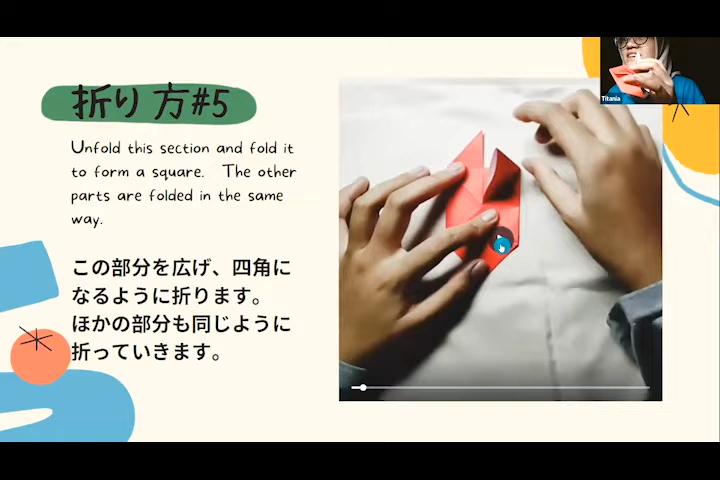 折り方#5
Unfold this section and fold it
to form a square. The other
parts are folded in the same
way.
この部分を広げ、四角に
なるように折ります。
ほかの部分も同じように
折っていきます。
Titania